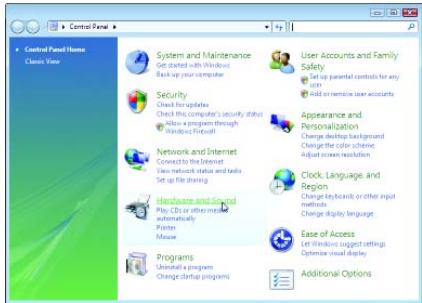 Control Panel
Control Panel Home
Classic View
System and Maintenance
Get started with Windows
Back up your computer
Security
Check for updates
Check this computer's security status
Allow a program through
Windows Firewall
Network and Internet
Connect to the Internet
View network status and tasks
Set up file sharing
Hardware and Sound
Play CDs or other media
automatically
Printer
Mouse
Programs
Uninstall a program
Change startup programs
User Accounts and Family
Safety
Set up parental controls for any
user
Add or remove user accounts
Appearance and
Personalization
Change desktop background
Change the color scheme
Adjust screen resolution
Clock, Language, and
Region
Change keyboards or other input
methods
Change display language
Ease of Access
Let Windows suggest settings
Optimize visual display
Additional Options